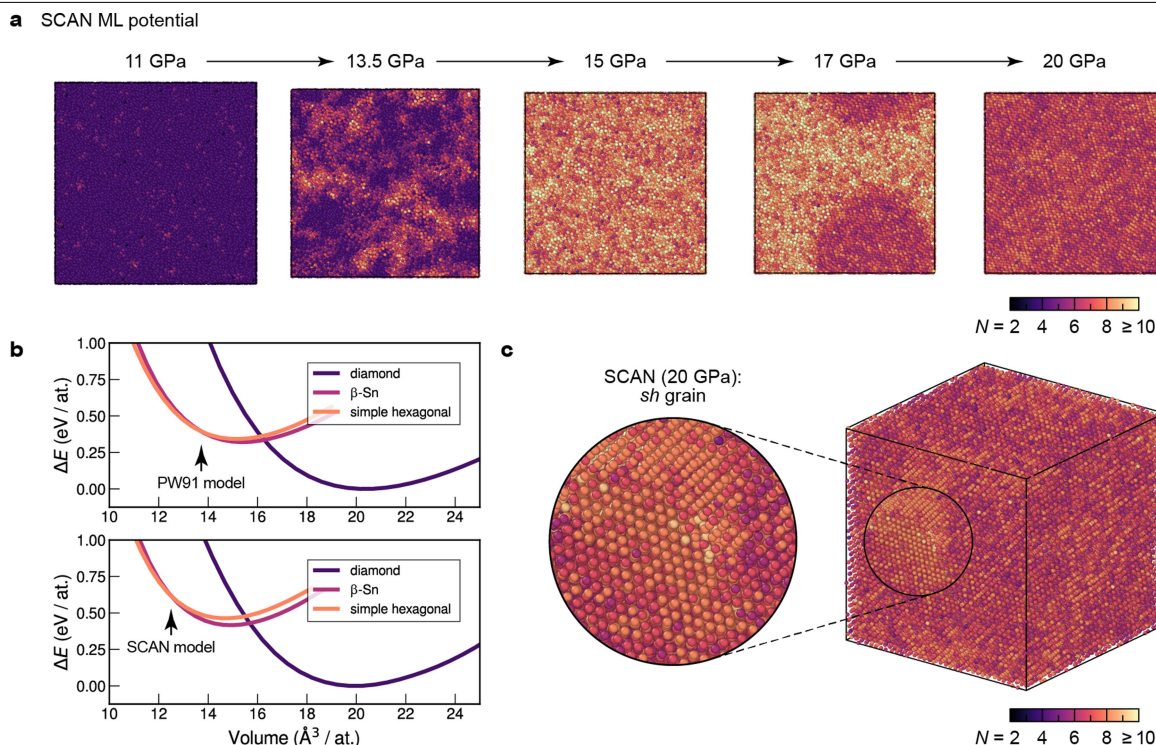 a SCAN ML potential
11 GPa 13.5 GPa 15 GPa 17 GPa 20 GPa
N = 2 4 6 8 ≥ 10
b
1.00
0.75
0.50
0.25
0.00
ΔE (eV / at.)
diamond
β-Sn
simple hexagonal
PW91 model
10 12 14 16 18 20 22 24
1.00
0.75
0.50
0.25
0.00
ΔE (eV / at.)
diamond
β-Sn
simple hexagonal
SCAN model
10 12 14 16 18 20 22 24
Volume (Å³ / at.)
c
SCAN (20 GPa):
sh grain
N = 2 4 6 8 ≥ 10